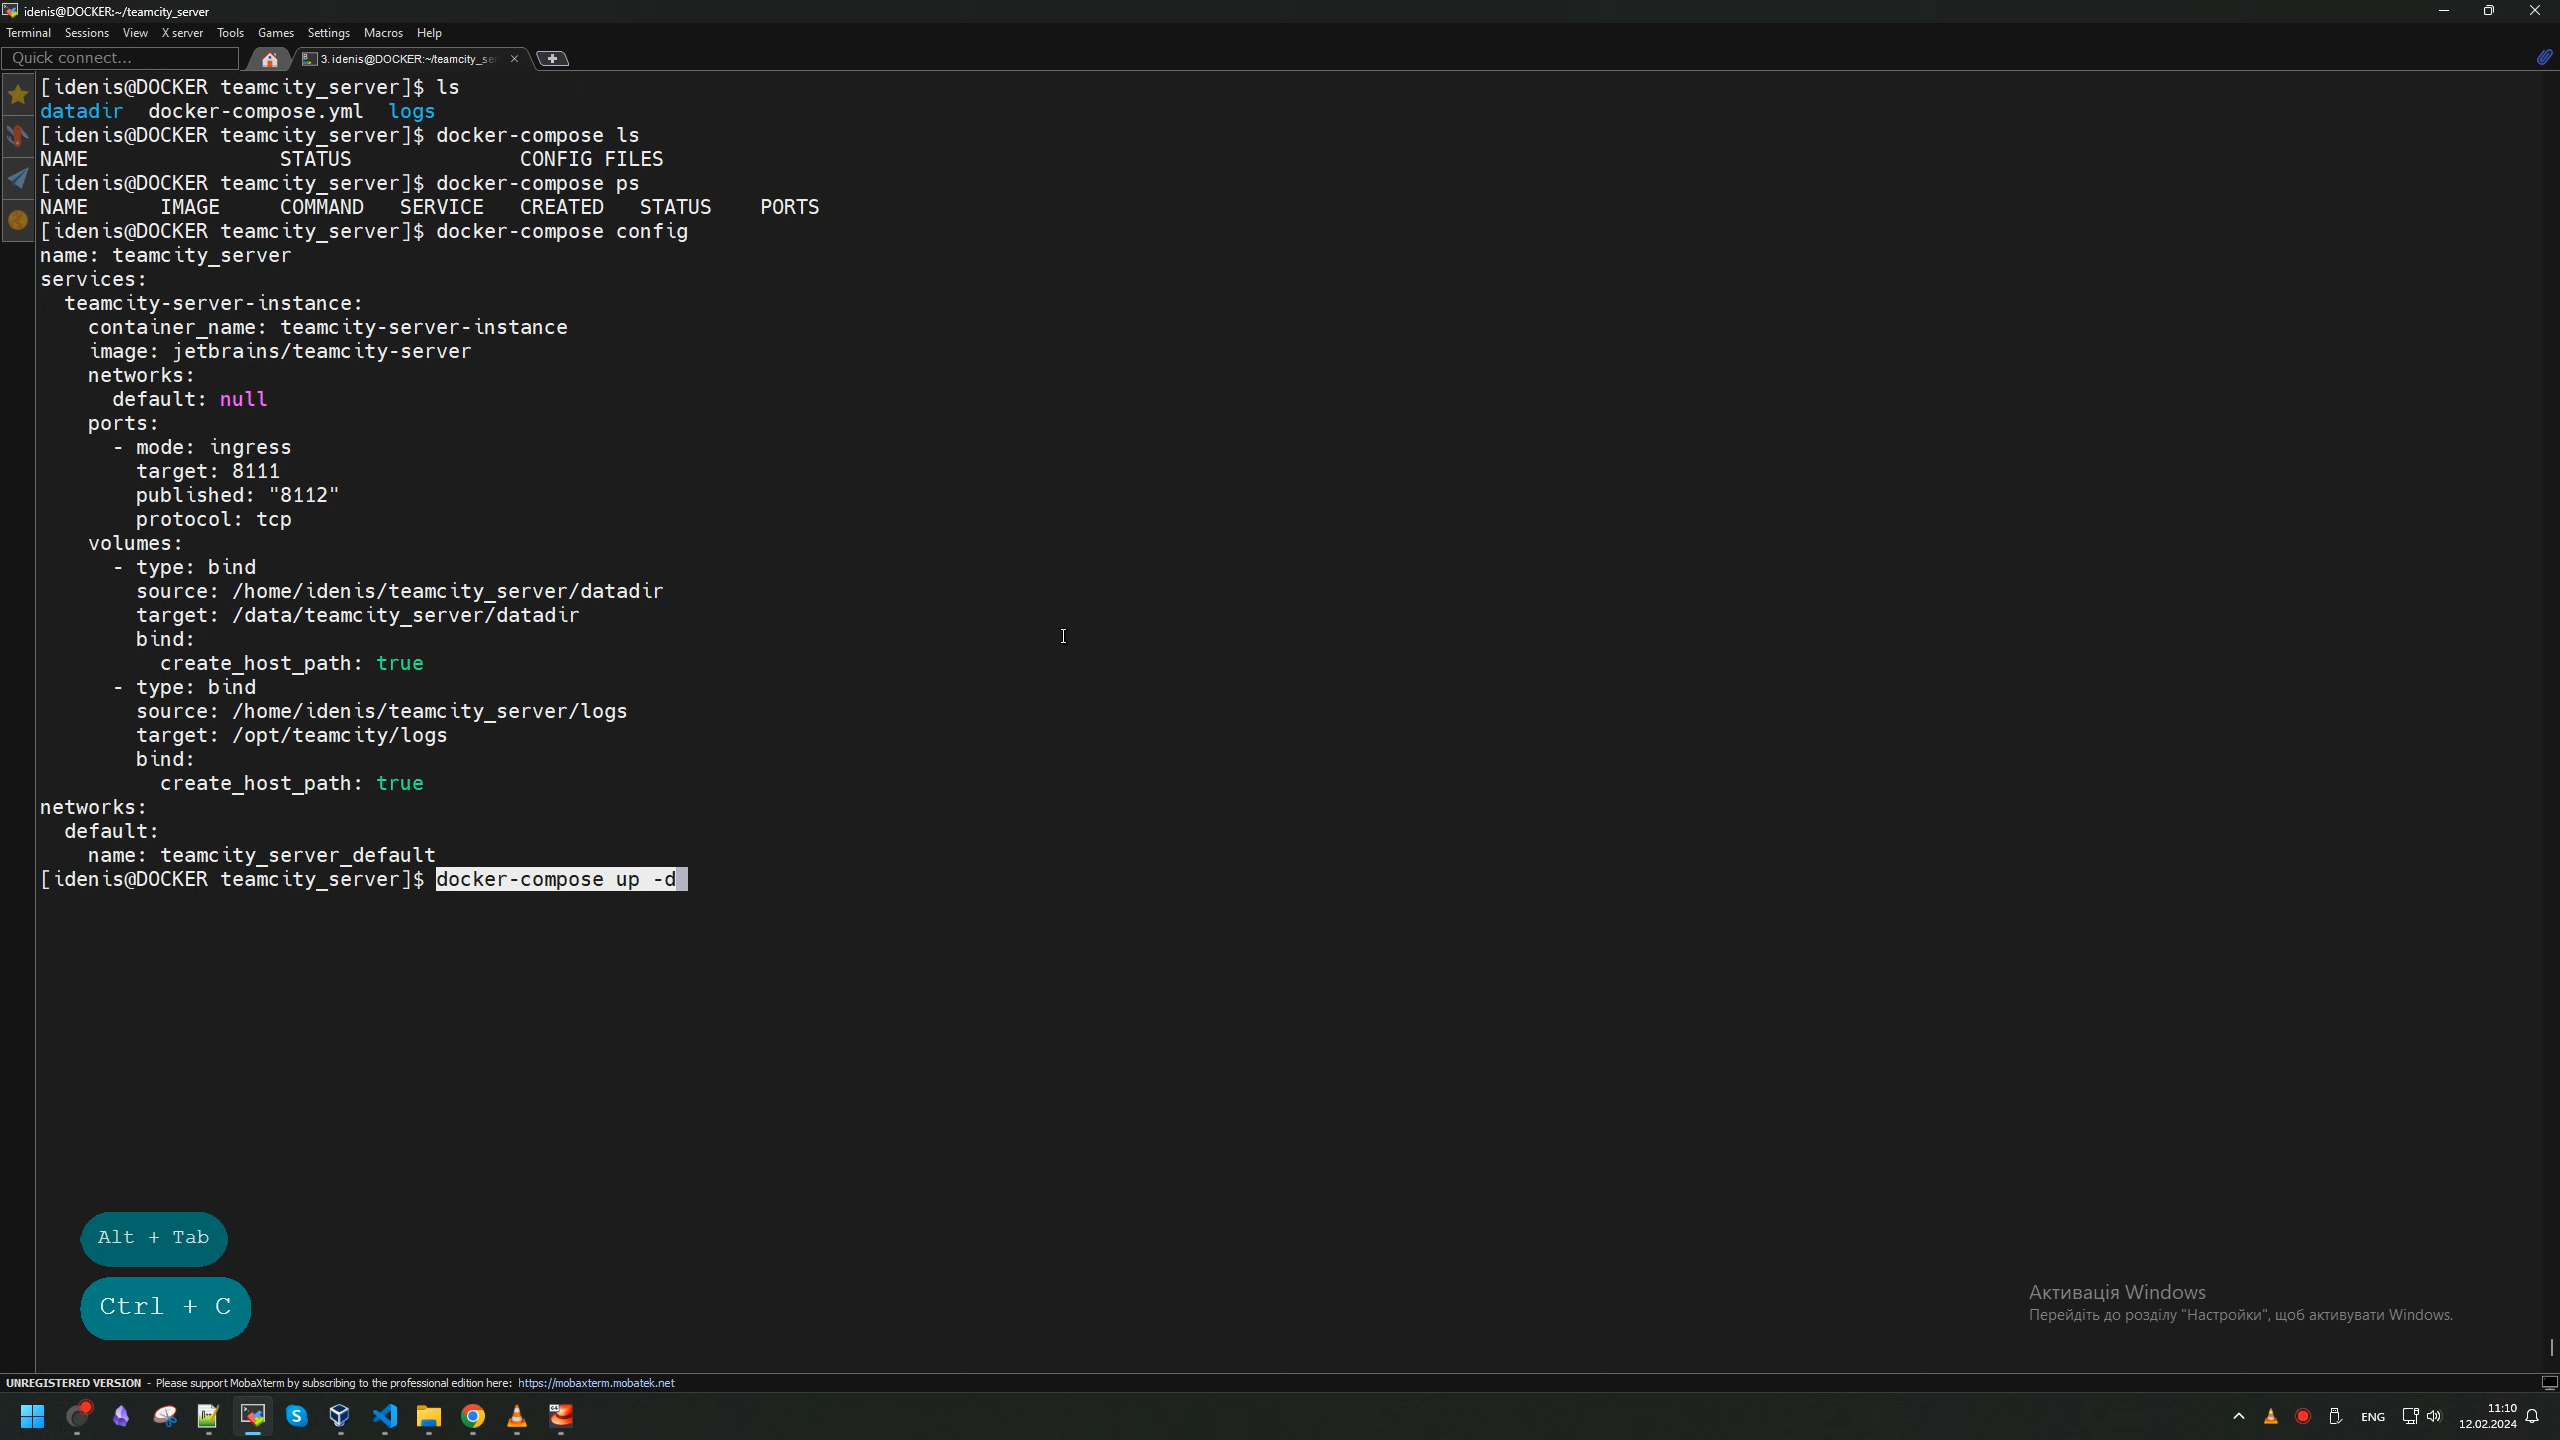 idenis@DOCKER:~/teamcity_server
Terminal Sessions View X server Tools Games Settings Macros Help
Quick connect... 3. idenis@DOCKER:~/teamcity_se
[idenis@DOCKER teamcity_server]$ ls
datadir docker-compose.yml logs
[idenis@DOCKER teamcity_server]$ docker-compose ls
NAME STATUS CONFIG FILES
[idenis@DOCKER teamcity_server]$ docker-compose ps
NAME IMAGE COMMAND SERVICE CREATED STATUS PORTS
[idenis@DOCKER teamcity_server]$ docker-compose config
name: teamcity_server
services:
teamcity-server-instance:
container_name: teamcity-server-instance
image: jetbrains/teamcity-server
networks:
default: null
ports:
- mode: ingress
target: 8111
published: "8112"
protocol: tcp
volumes:
- type: bind
source: /home/idenis/teamcity_server/datadir
target: /data/teamcity_server/datadir
bind:
create_host_path: true
- type: bind
source: /home/idenis/teamcity_server/logs
target: /opt/teamcity/logs
bind:
create_host_path: true
networks:
default:
name: teamcity_server_default
[idenis@DOCKER teamcity_server]$ docker-compose up -d
Alt + Tab
Ctrl + C
Активація Windows
Перейдіть до розділу "Настройки", щоб активувати Windows.
UNREGISTERED VERSION - Please support MobaXterm by subscribing to the professional edition here: https://mobaxterm.mobatek.net
ENG
11:10
12.02.2024